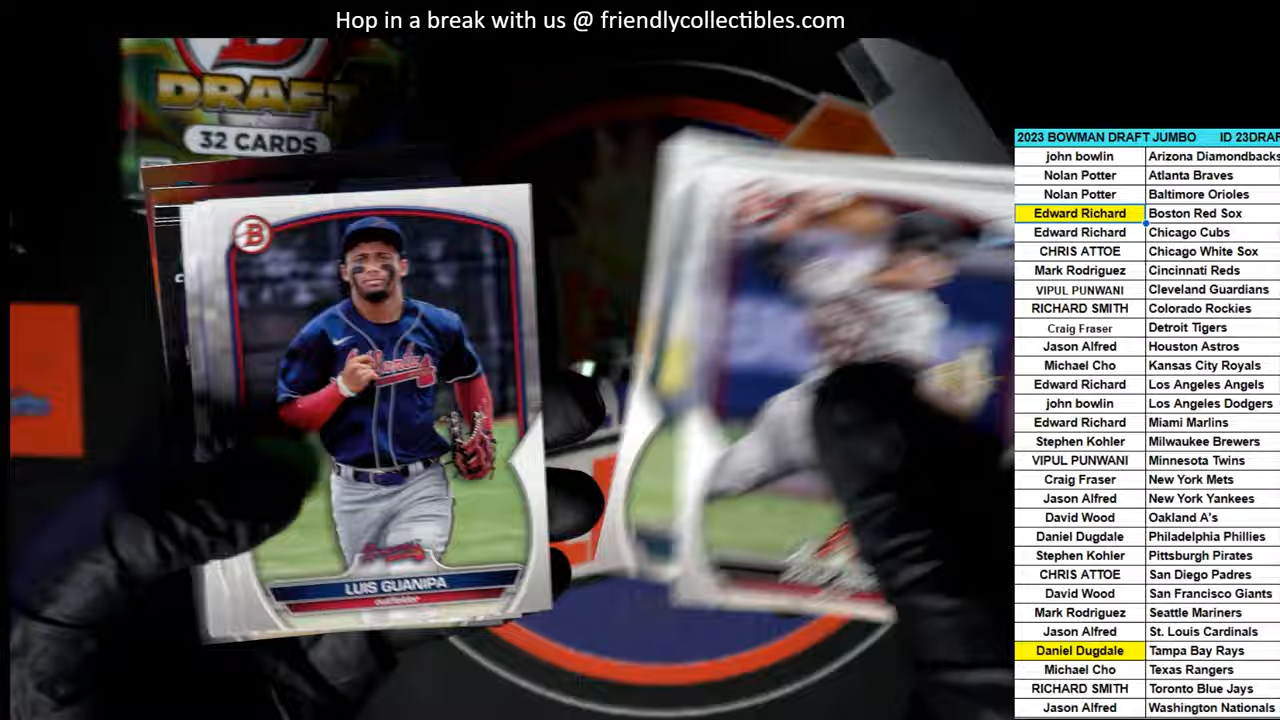 Hop in a break with us @ friendlycollectibles.com
DRAFT
32 CARDS
B
Braves
LUIS GUANIPA
outfielder
2023 BOWMAN DRAFT JUMBO ID 23DRAF
john bowlin Arizona Diamondbacks
Nolan Potter Atlanta Braves
Nolan Potter Baltimore Orioles
Edward Richard Boston Red Sox
Edward Richard Chicago Cubs
CHRIS ATTOE Chicago White Sox
Mark Rodriguez Cincinnati Reds
VIPUL PUNWANI Cleveland Guardians
RICHARD SMITH Colorado Rockies
Craig Fraser Detroit Tigers
Jason Alfred Houston Astros
Michael Cho Kansas City Royals
Edward Richard Los Angeles Angels
john bowlin Los Angeles Dodgers
Edward Richard Miami Marlins
Stephen Kohler Milwaukee Brewers
VIPUL PUNWANI Minnesota Twins
Craig Fraser New York Mets
Jason Alfred New York Yankees
David Wood Oakland A's
Daniel Dugdale Philadelphia Phillies
Stephen Kohler Pittsburgh Pirates
CHRIS ATTOE San Diego Padres
David Wood San Francisco Giants
Mark Rodriguez Seattle Mariners
Jason Alfred St. Louis Cardinals
Daniel Dugdale Tampa Bay Rays
Michael Cho Texas Rangers
RICHARD SMITH Toronto Blue Jays
Jason Alfred Washington Nationals